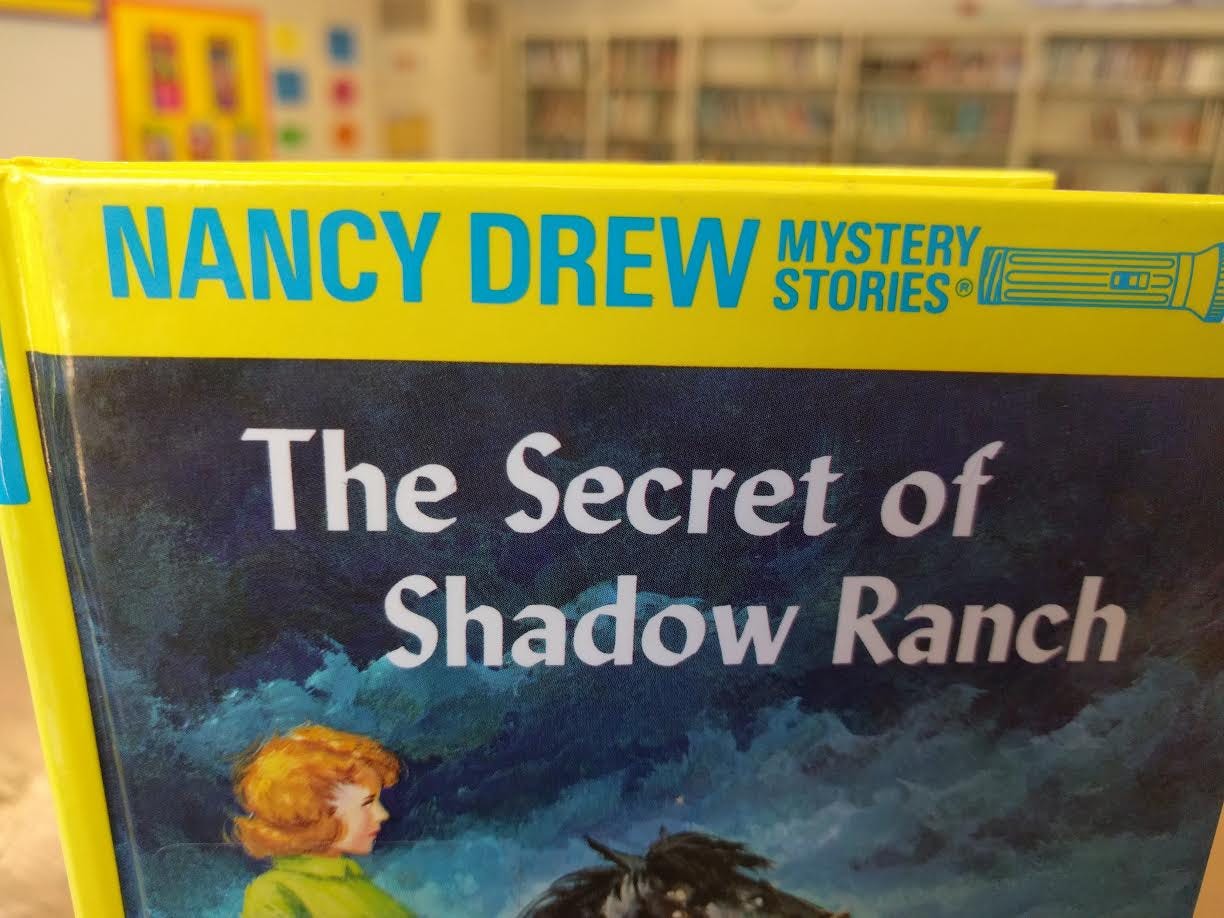 NANCY DREW MYSTERY
STORIES®
The Secret of
Shadow Ranch